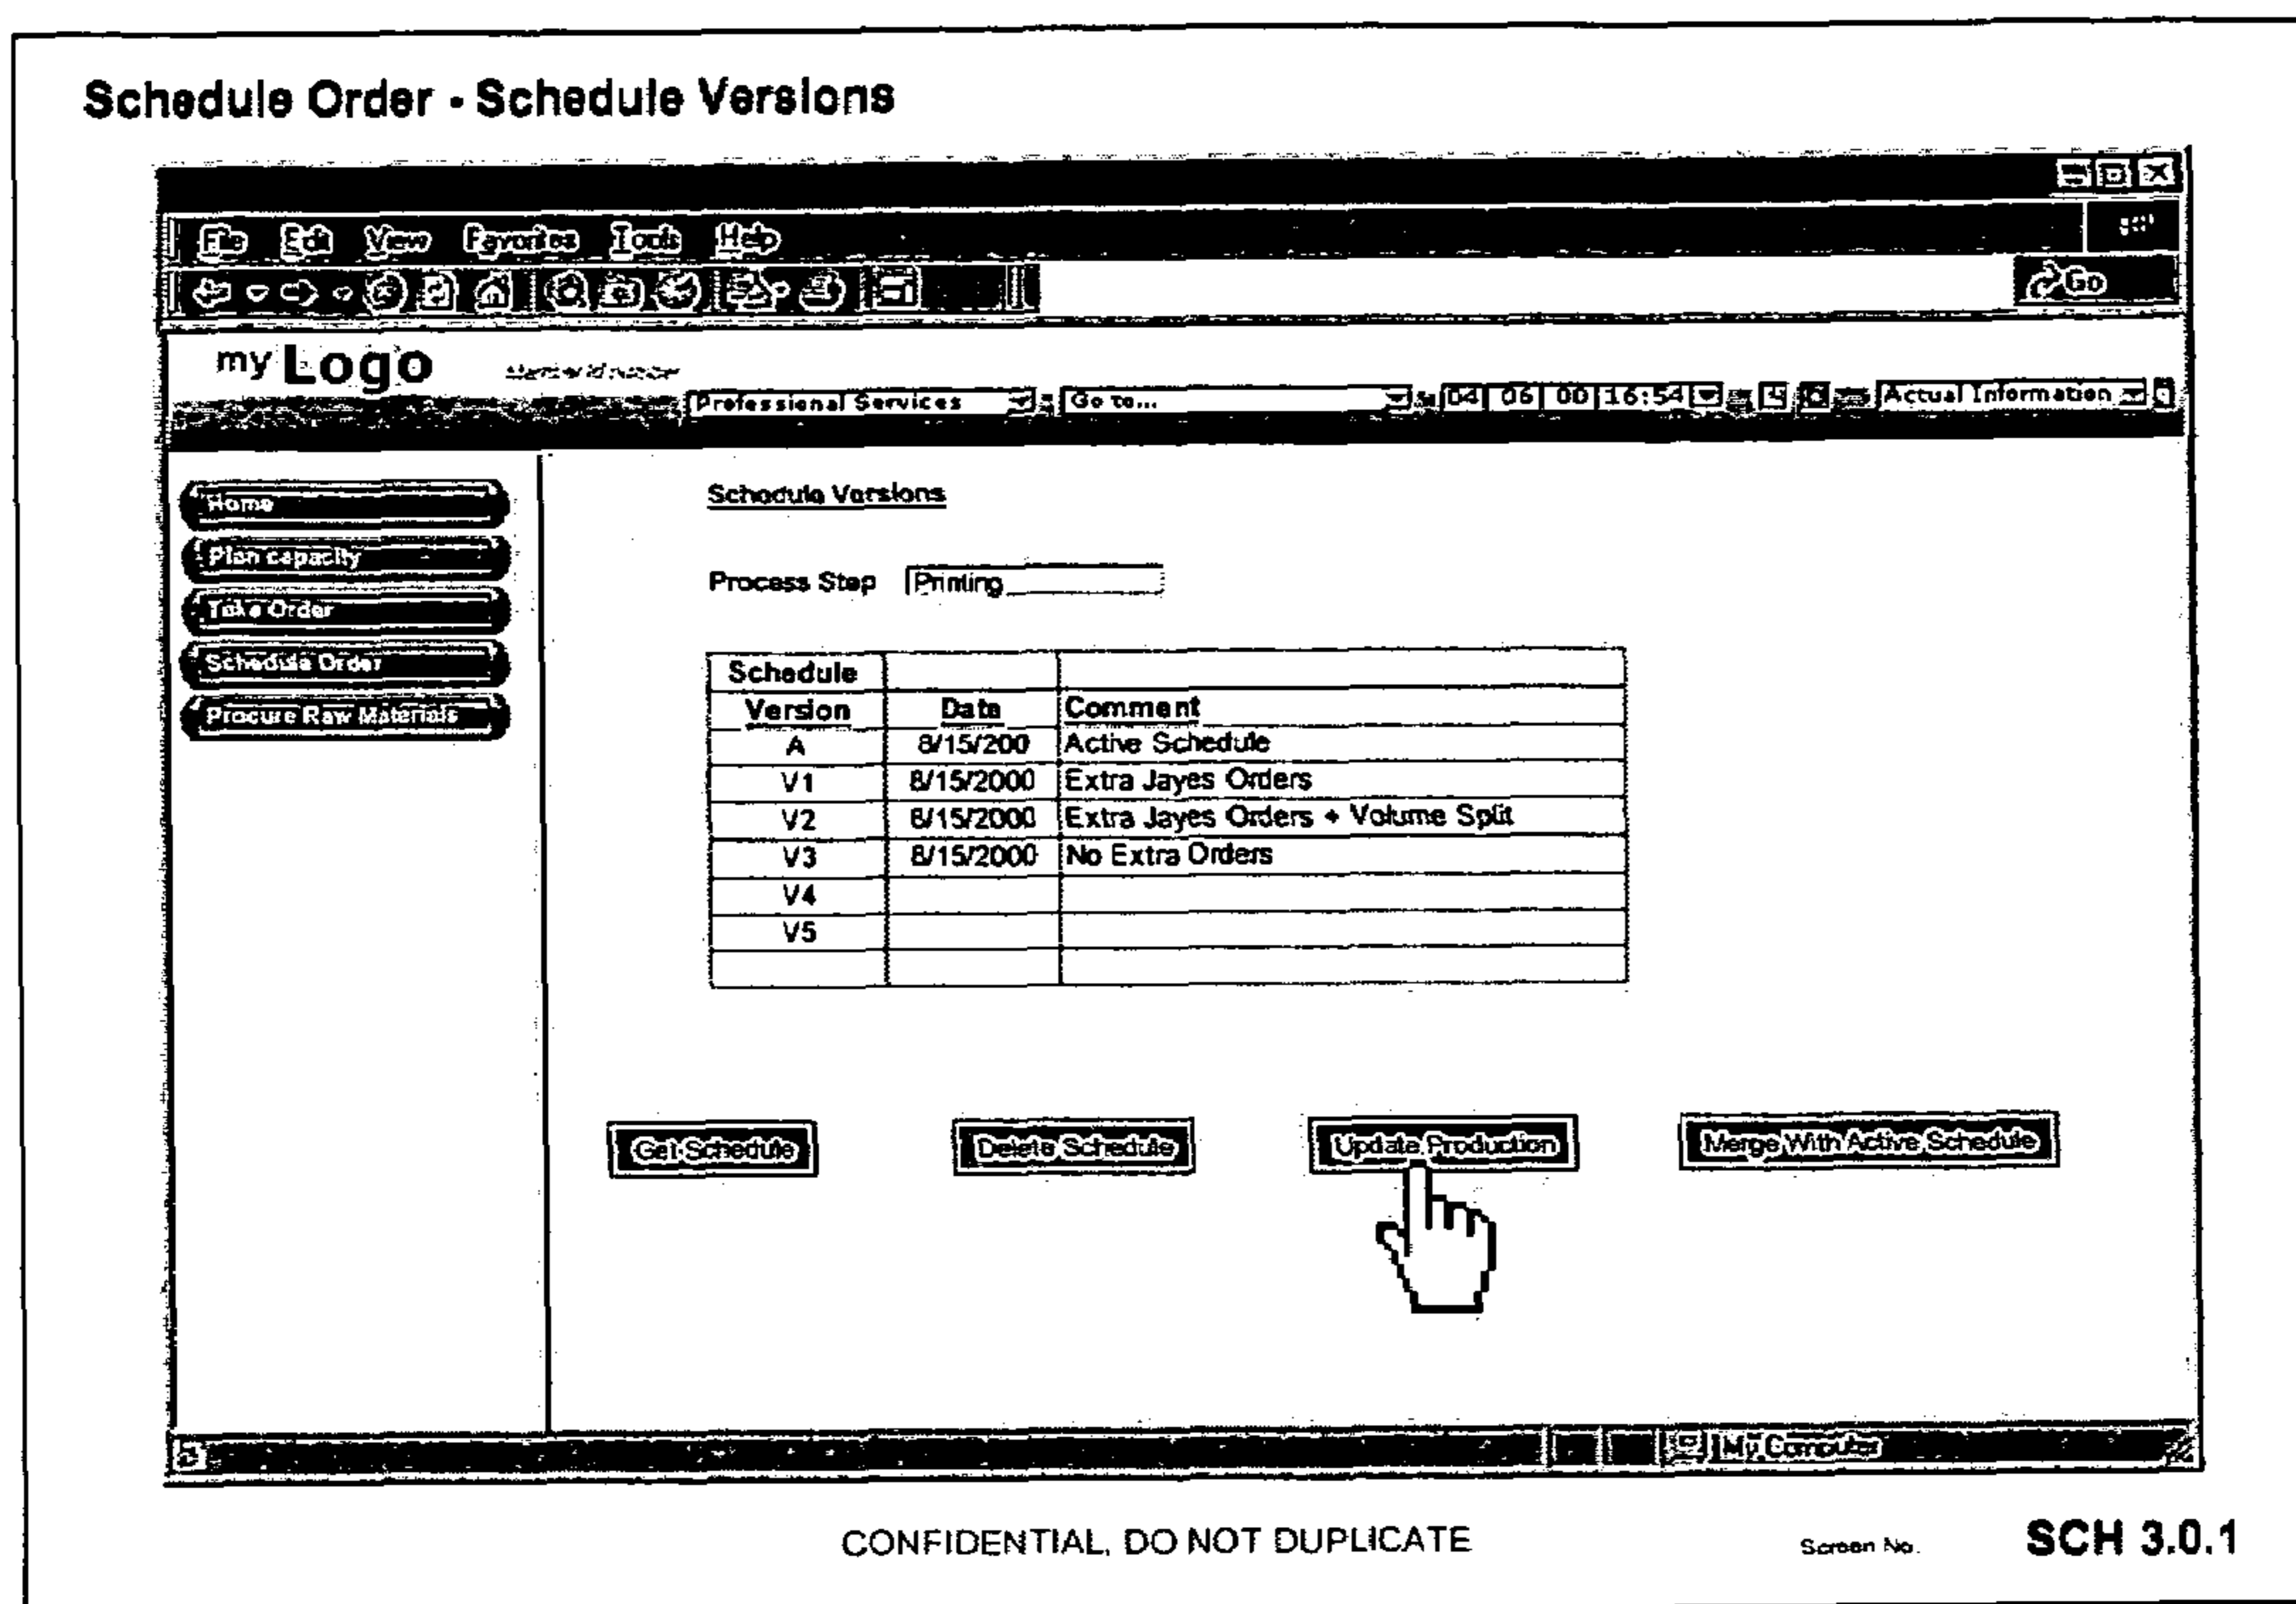 Schedule Order - Schedule Versions
File Edit View Favorites Tools Help
Go
my Logo Member id number
Professional Services Go to... 04 06 00 16:54 Actual Information
Home
Plan capacity
Take Order
Schedule Order
Procure Raw Materials
Schedule Versions
Process Step Printing
Schedule
Version Date Comment
A 8/15/200 Active Schedule
V1 8/15/2000 Extra Jayes Orders
V2 8/15/2000 Extra Jayes Orders + Volume Split
V3 8/15/2000 No Extra Orders
V4
V5
Get Schedule Delete Schedule Update Production Merge With Active Schedule
My Computer
CONFIDENTIAL, DO NOT DUPLICATE Screen No. SCH 3.0.1